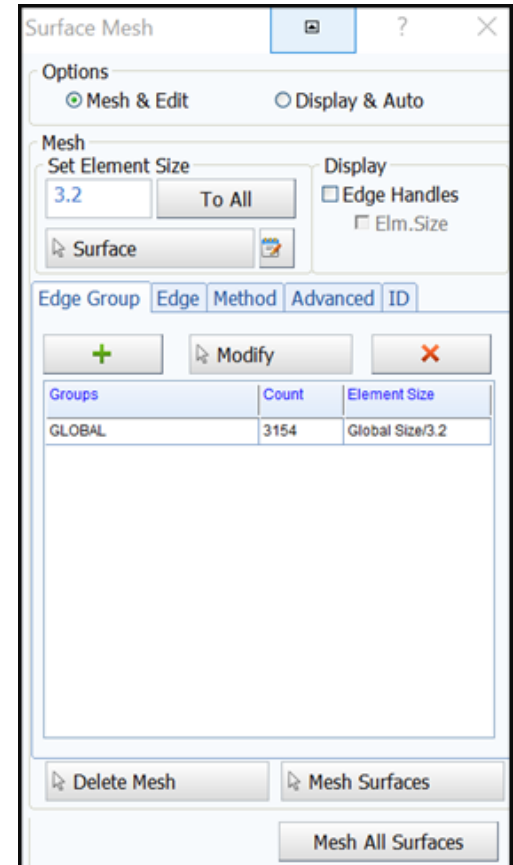 Surface Mesh ?
Options
Mesh & Edit Display & Auto
Mesh
Set Element Size Display
3.2 To All Edge Handles
Elm.Size
Surface
Edge Group Edge Method Advanced ID
Modify
Groups Count Element Size
GLOBAL 3154 Global Size/3.2
Delete Mesh Mesh Surfaces
Mesh All Surfaces